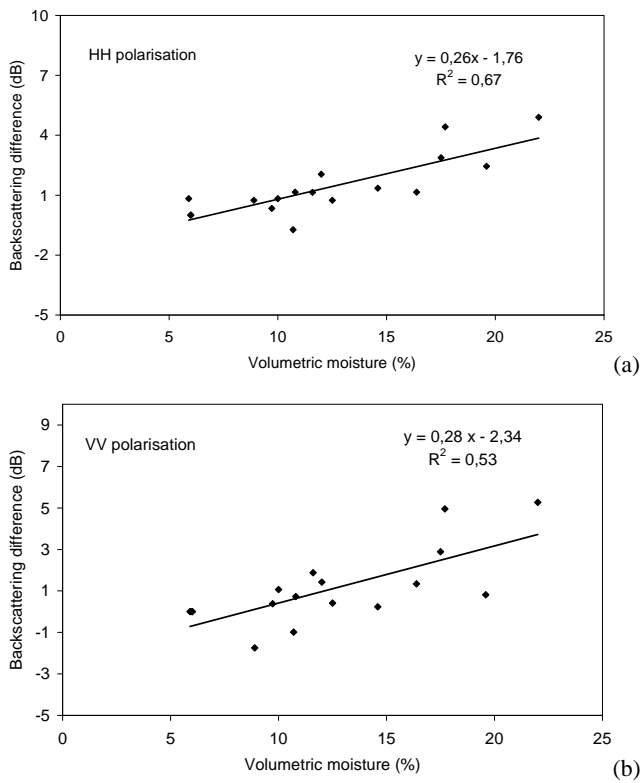 10
HH polarisation
y = 0,26x - 1,76
R² = 0,67
7
4
1
-2
-5
Backscattering difference (dB)
0 5 10 15 20 25
Volumetric moisture (%)
(a)
9
VV polarisation
y = 0,28 x - 2,34
R² = 0,53
7
5
3
1
-1
-3
-5
Backscattering difference (dB)
0 5 10 15 20 25
Volumetric moisture (%)
(b)